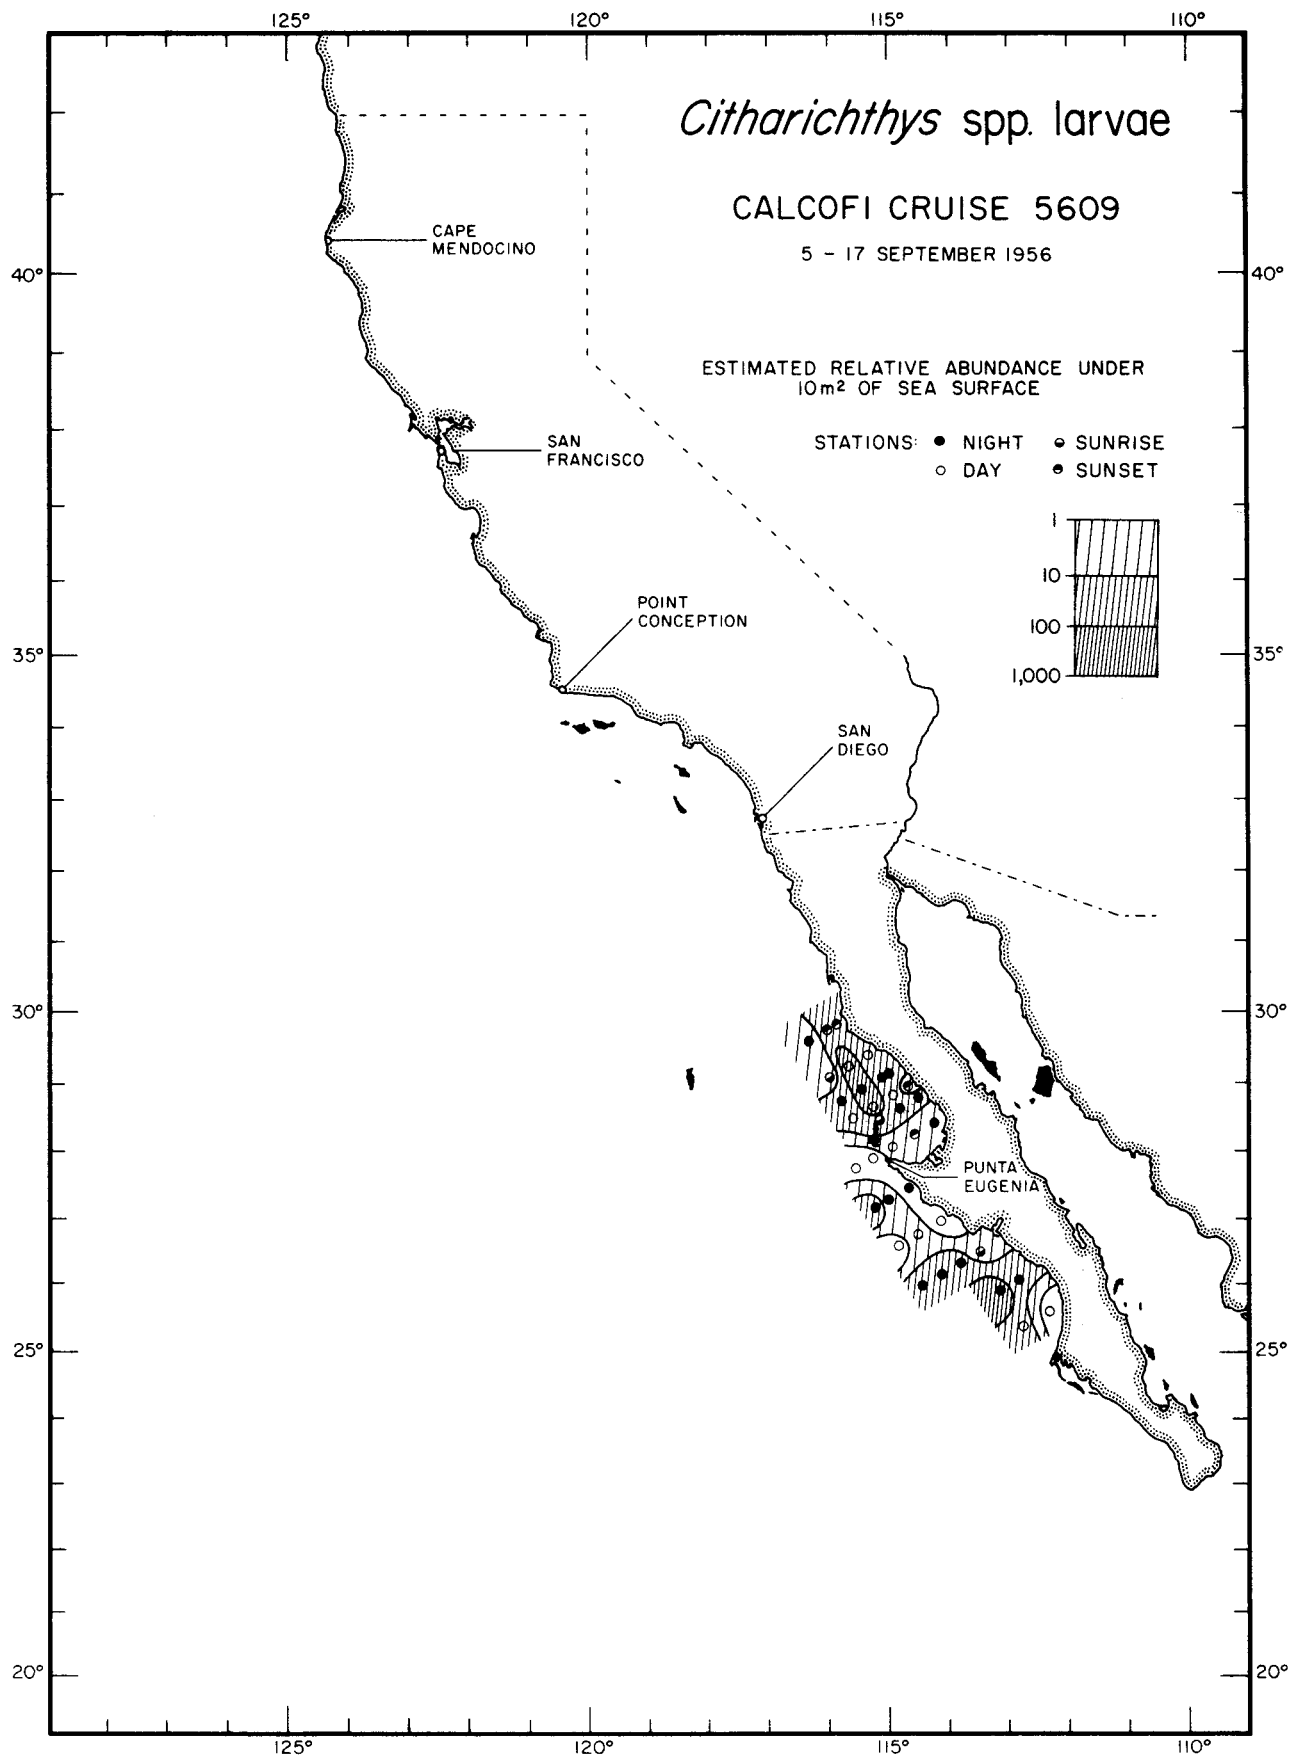 125° 120° 115° 110°
Citharichthys spp. larvae
CALCOFI CRUISE 5609
5 - 17 SEPTEMBER 1956
CAPE
MENDOCINO
40° 40°
ESTIMATED RELATIVE ABUNDANCE UNDER
10m² OF SEA SURFACE
STATIONS: ● NIGHT SUNRISE
○ DAY SUNSET
SAN
FRANCISCO
1
10
100
1,000
POINT
CONCEPTION
35° 35°
SAN
DIEGO
30° 30°
PUNTA
EUGENIA
25° 25°
20° 20°
125° 120° 115° 110°